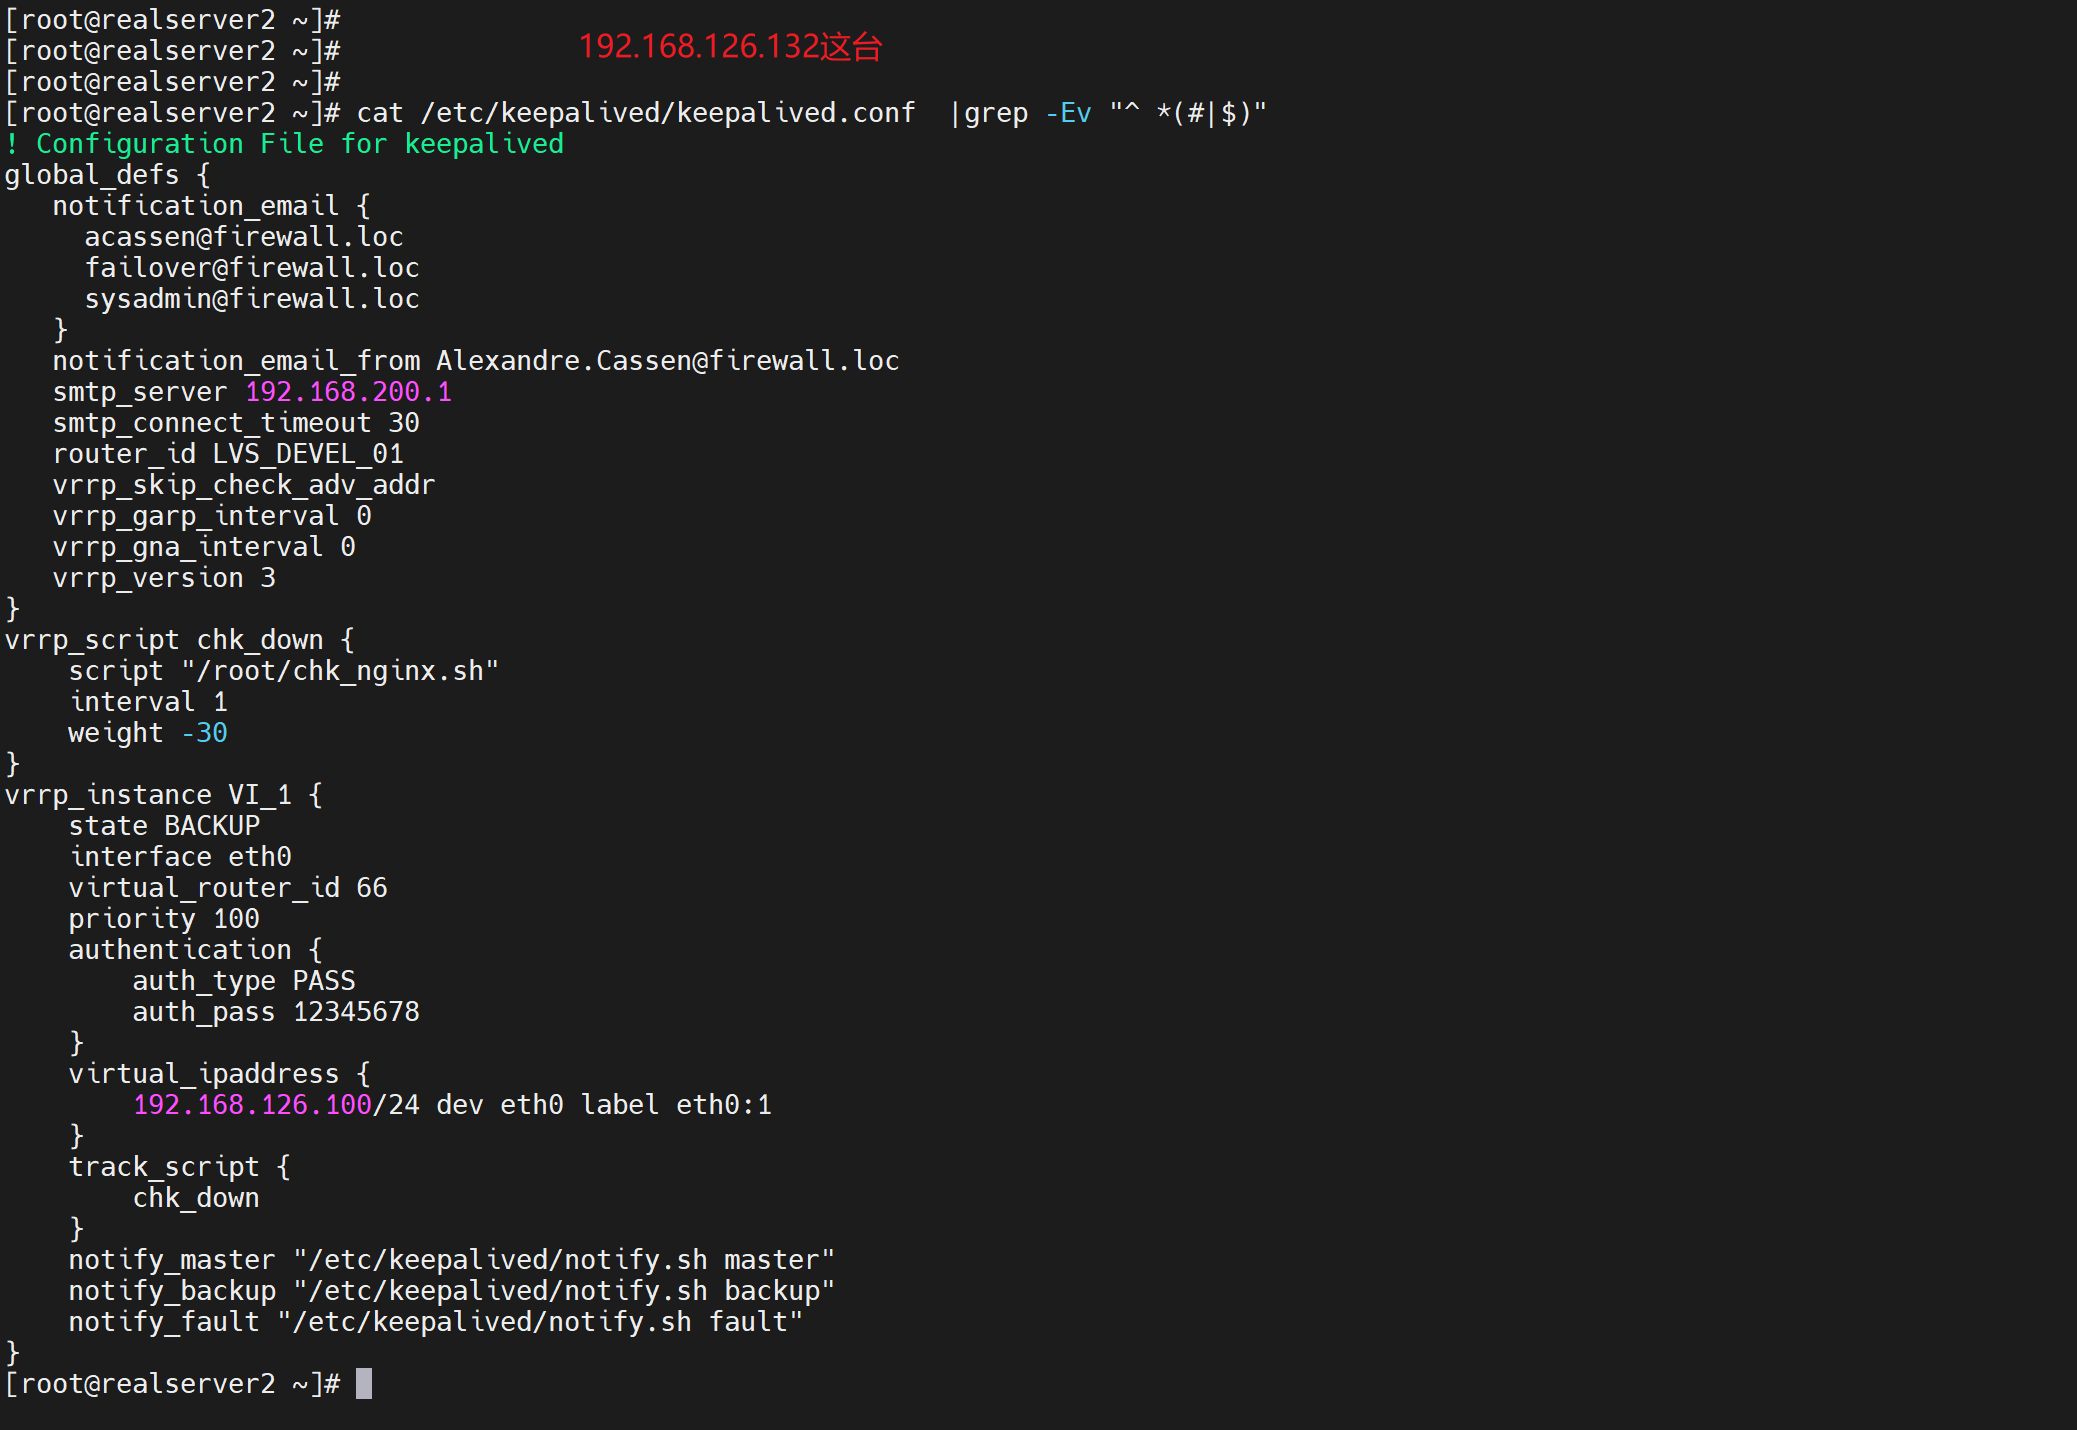 [root@realserver2 ~]#
[root@realserver2 ~]#
192.168.126.132这台
[root@realserver2 ~]#
[root@realserver2 ~]# cat /etc/keepalived/keepalived.conf  |grep -Ev "^ *(#|$)"
! Configuration File for keepalived
global_defs {
   notification_email {
     acassen@firewall.loc
     failover@firewall.loc
     sysadmin@firewall.loc
   }
   notification_email_from Alexandre.Cassen@firewall.loc
   smtp_server 192.168.200.1
   smtp_connect_timeout 30
   router_id LVS_DEVEL_01
   vrrp_skip_check_adv_addr
   vrrp_garp_interval 0
   vrrp_gna_interval 0
   vrrp_version 3
}
vrrp_script chk_down {
    script "/root/chk_nginx.sh"
    interval 1
    weight -30
}
vrrp_instance VI_1 {
    state BACKUP
    interface eth0
    virtual_router_id 66
    priority 100
    authentication {
        auth_type PASS
        auth_pass 12345678
    }
    virtual_ipaddress {
        192.168.126.100/24 dev eth0 label eth0:1
    }
    track_script {
        chk_down
    }
    notify_master "/etc/keepalived/notify.sh master"
    notify_backup "/etc/keepalived/notify.sh backup"
    notify_fault "/etc/keepalived/notify.sh fault"
}
[root@realserver2 ~]#